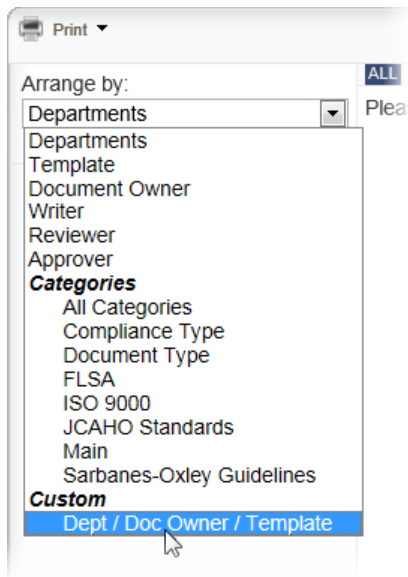 Print
ALL
Arrange by:
Departments
Plea
Departments
Template
Document Owner
Writer
Reviewer
Approver
Categories
All Categories
Compliance Type
Document Type
FLSA
ISO 9000
JCAHO Standards
Main
Sarbanes-Oxley Guidelines
Custom
Dept / Doc Owner / Template